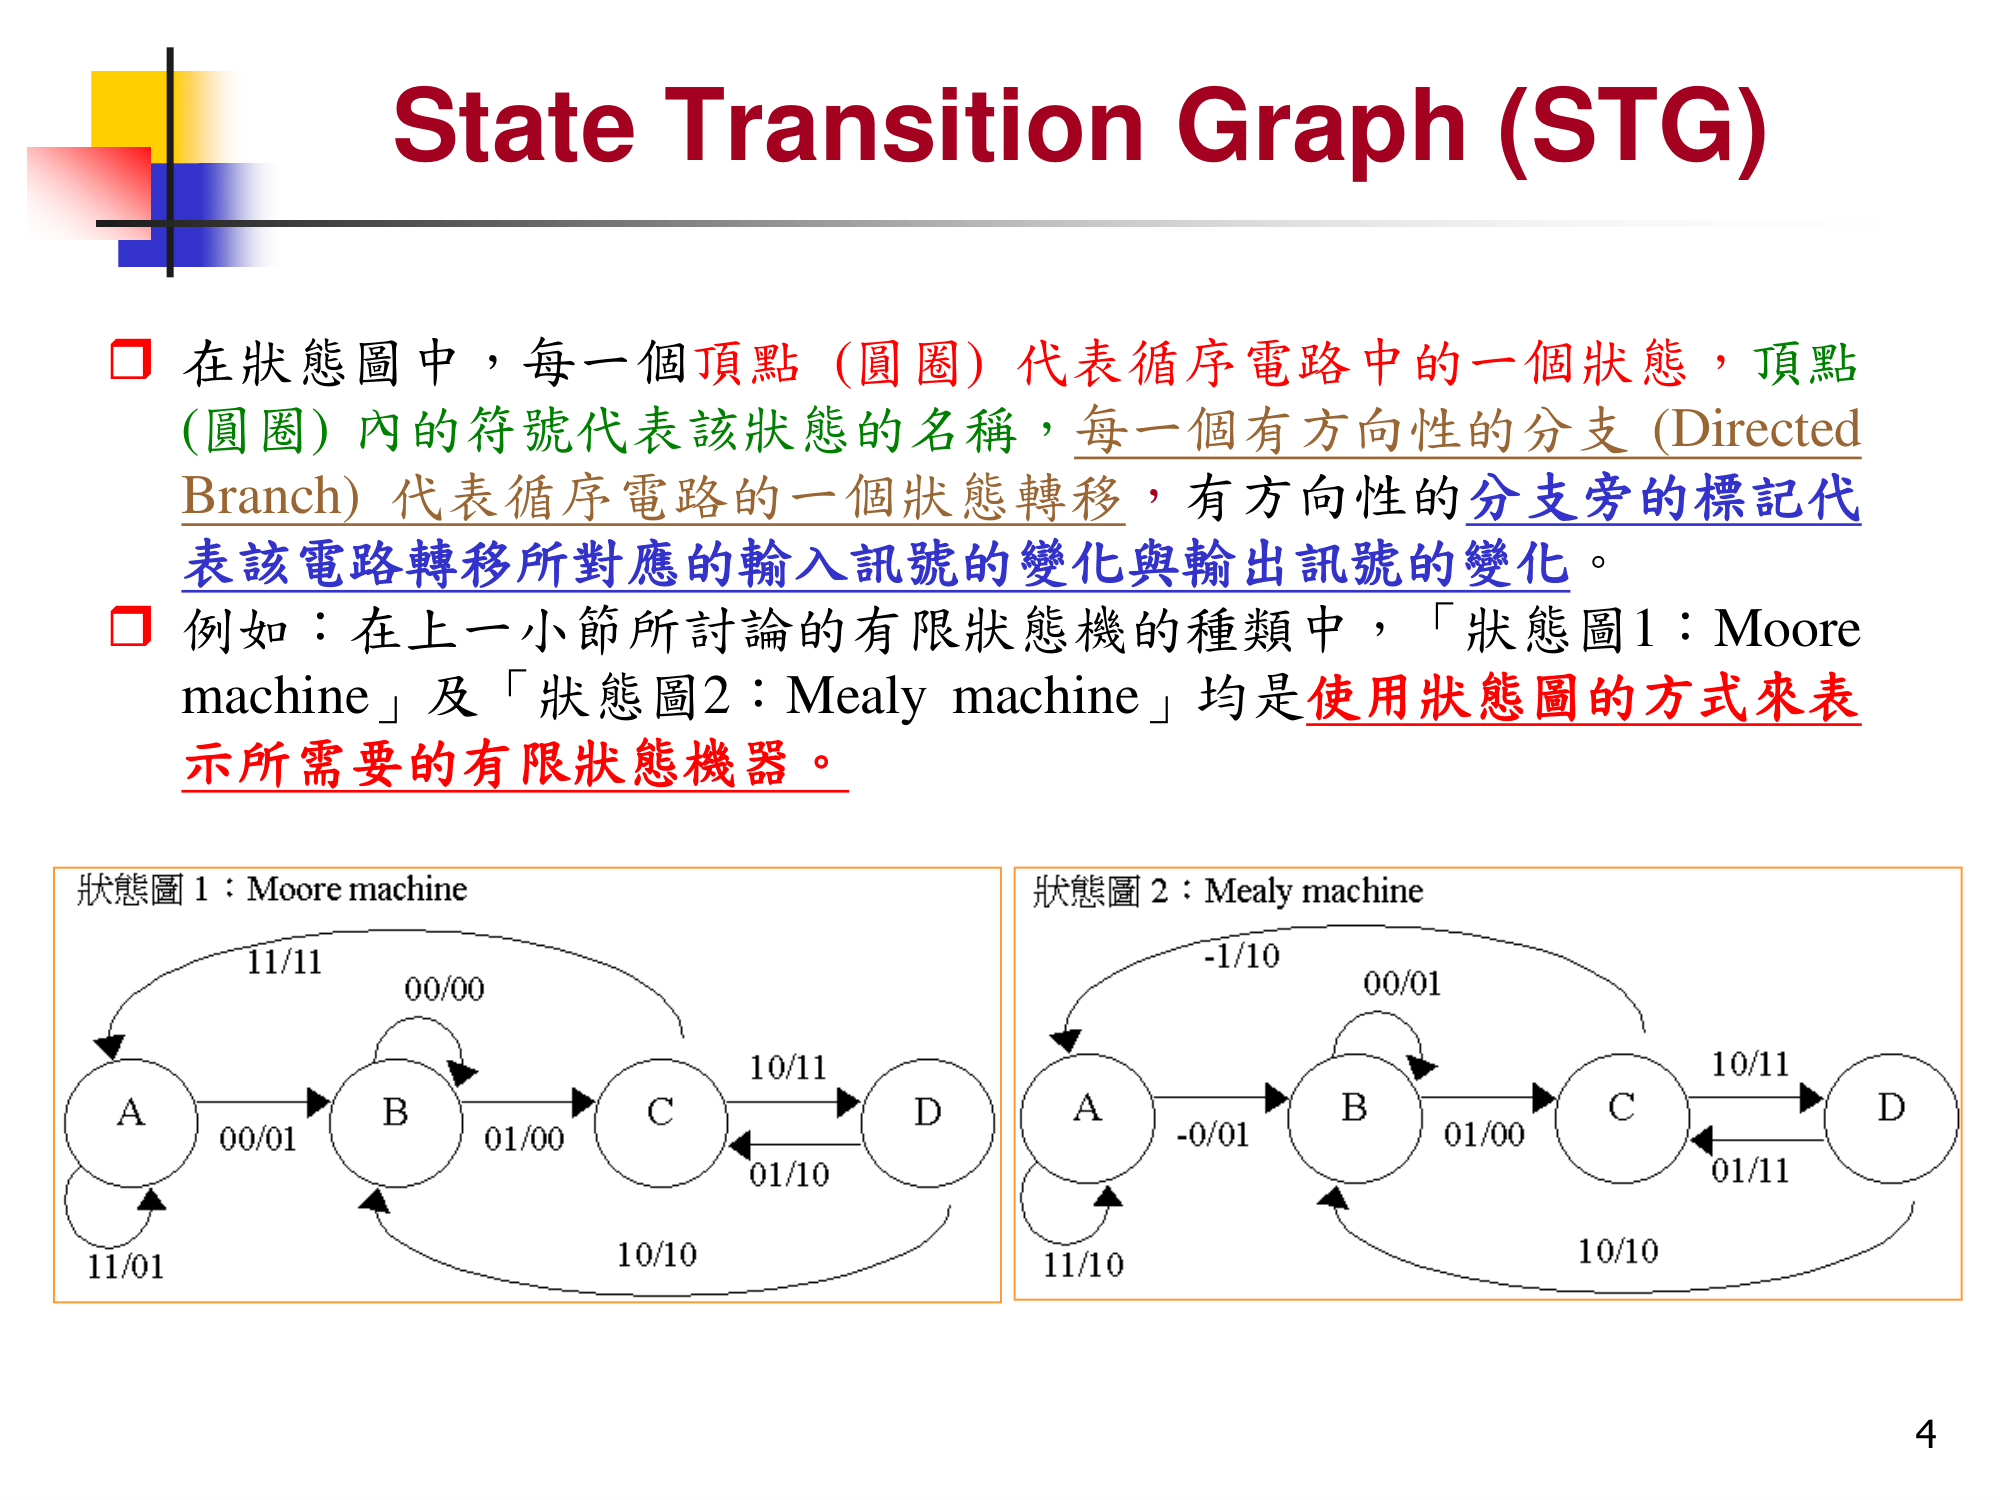 State Transition Graph (STG)
在狀態圖中，每一個頂點 (圓圈) 代表循序電路中的一個狀態，頂點
(圓圈) 內的符號代表該狀態的名稱，每一個有方向性的分支 (Directed
Branch) 代表循序電路的一個狀態轉移，有方向性的分支旁的標記代
表該電路轉移所對應的輸入訊號的變化與輸出訊號的變化。
例如：在上一小節所討論的有限狀態機的種類中，「狀態圖1：Moore
machine」及「狀態圖2：Mealy machine」均是使用狀態圖的方式來表
示所需要的有限狀態機器。
狀態圖 1：Moore machine
11/11
00/00
10/11
A
B
C
D
00/01
01/00
01/10
10/10
11/01
狀態圖 2：Mealy machine
-1/10
00/01
10/11
A
B
C
D
-0/01
01/00
01/11
10/10
11/10
4